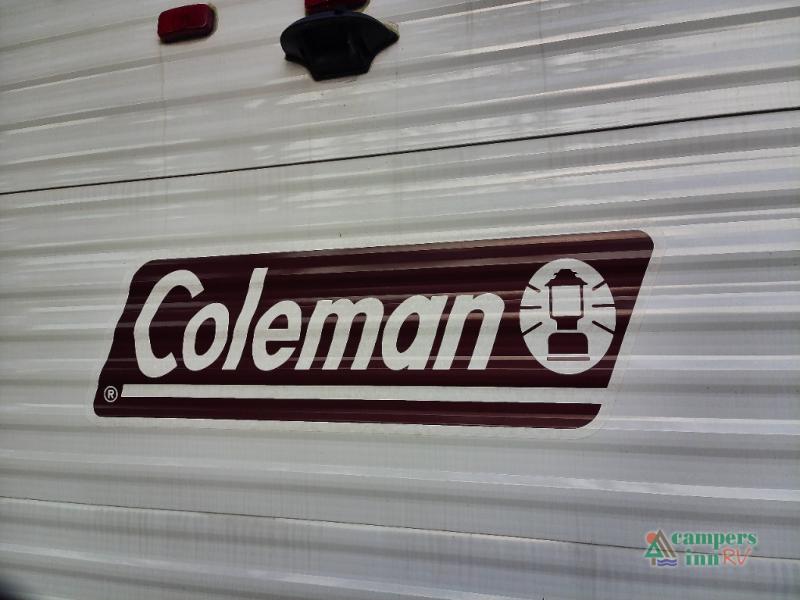 Coleman
®
campers
inn RV